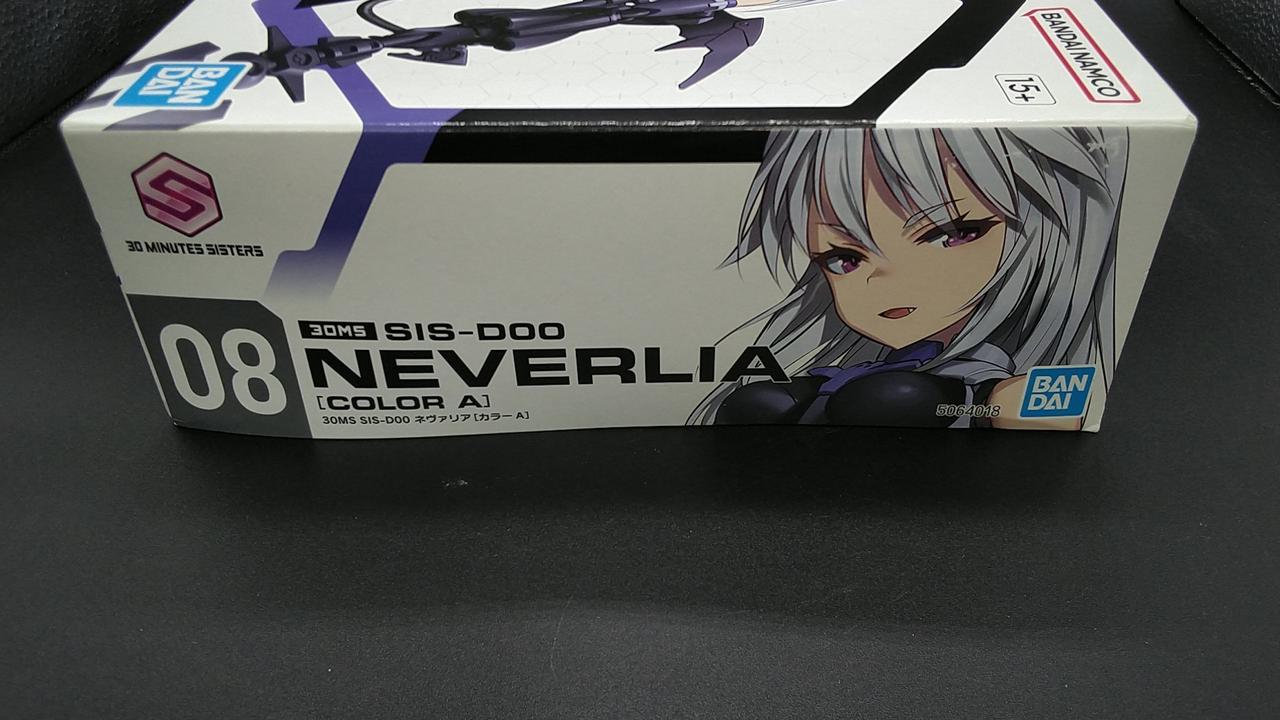 BAN
DAI
15+
BANDAI NAMCO
S
30 MINUTES SISTERS
08
30MS SIS-D00
NEVERLIA
[COLOR A]
30MS SIS-D00 ネヴァリア[カラー A]
5064018
BAN
DAI